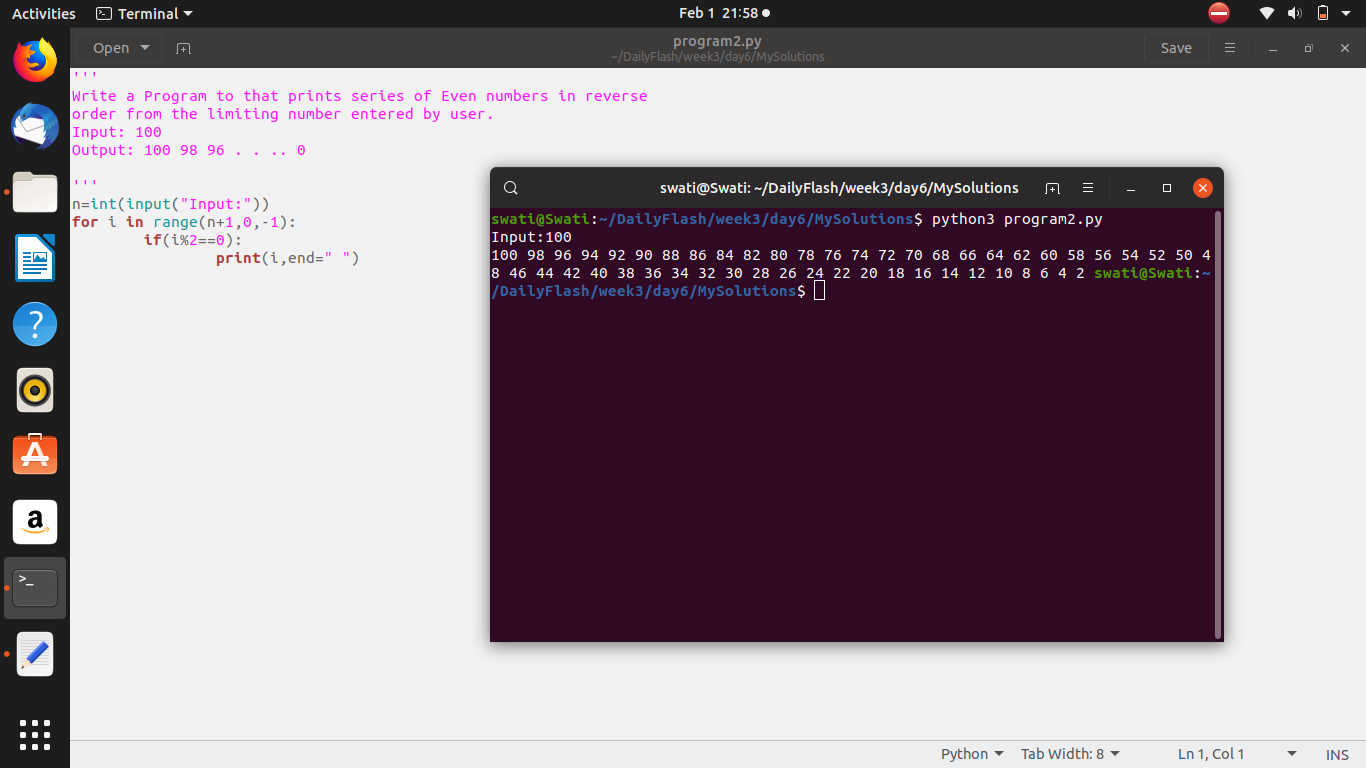 Activities Terminal Feb 1 21:58
Open program2.py Save
~/DailyFlash/week3/day6/MySolutions
'''
Write a Program to that prints series of Even numbers in reverse
order from the limiting number entered by user.
Input: 100
Output: 100 98 96 . . .. 0
'''
n=int(input("Input:"))
for i in range(n+1,0,-1):
if(i%2==0):
print(i,end=" ")
swati@Swati: ~/DailyFlash/week3/day6/MySolutions
swati@Swati:~/DailyFlash/week3/day6/MySolutions$ python3 program2.py
Input:100
100 98 96 94 92 90 88 86 84 82 80 78 76 74 72 70 68 66 64 62 60 58 56 54 52 50 4
8 46 44 42 40 38 36 34 32 30 28 26 24 22 20 18 16 14 12 10 8 6 4 2 swati@Swati:~
/DailyFlash/week3/day6/MySolutions$
?
A
a
>_
Python Tab Width: 8 Ln 1, Col 1 INS